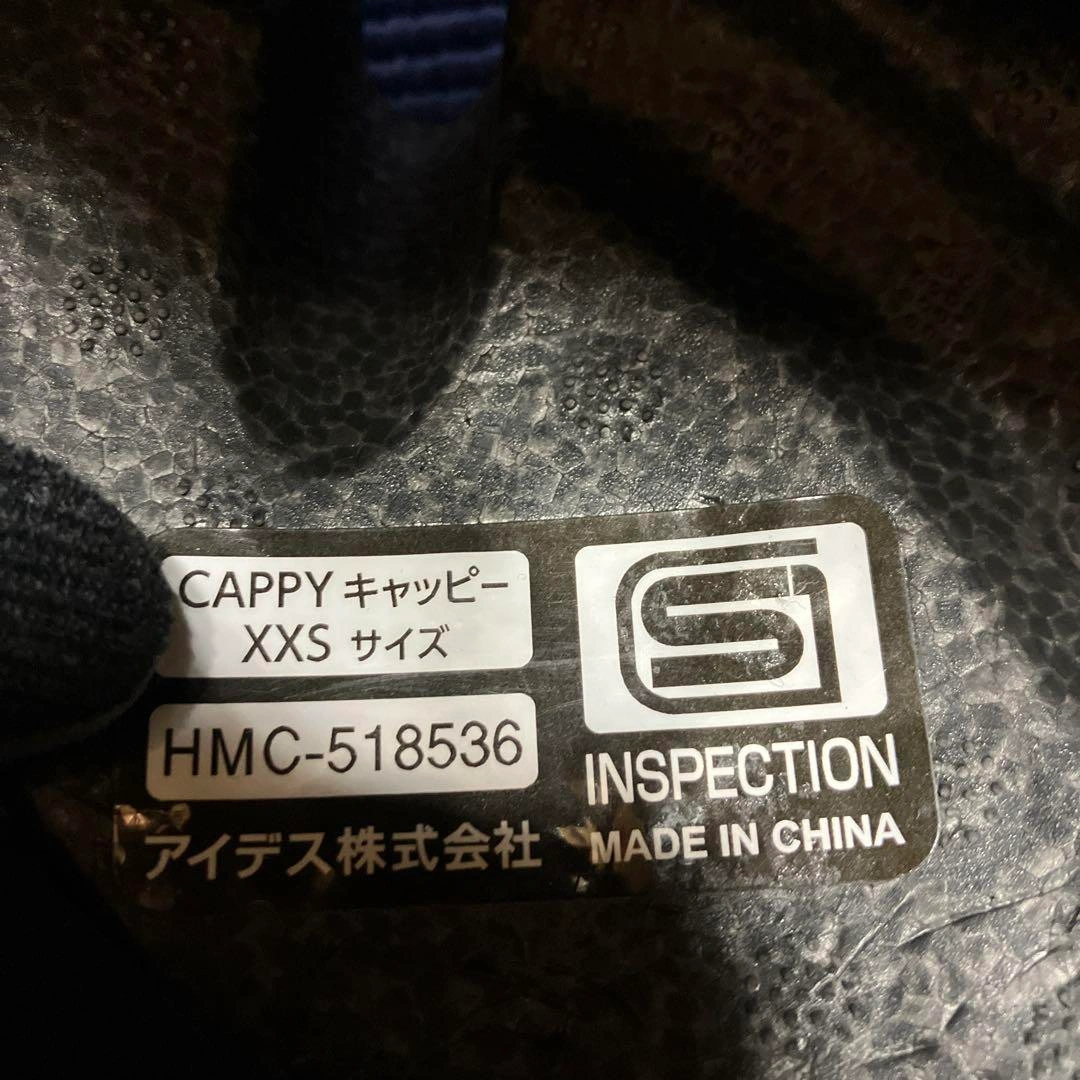 CAPPY キャッピー
XXS サイズ
HMC-518536
アイデス株式会社
SG
INSPECTION
MADE IN CHINA